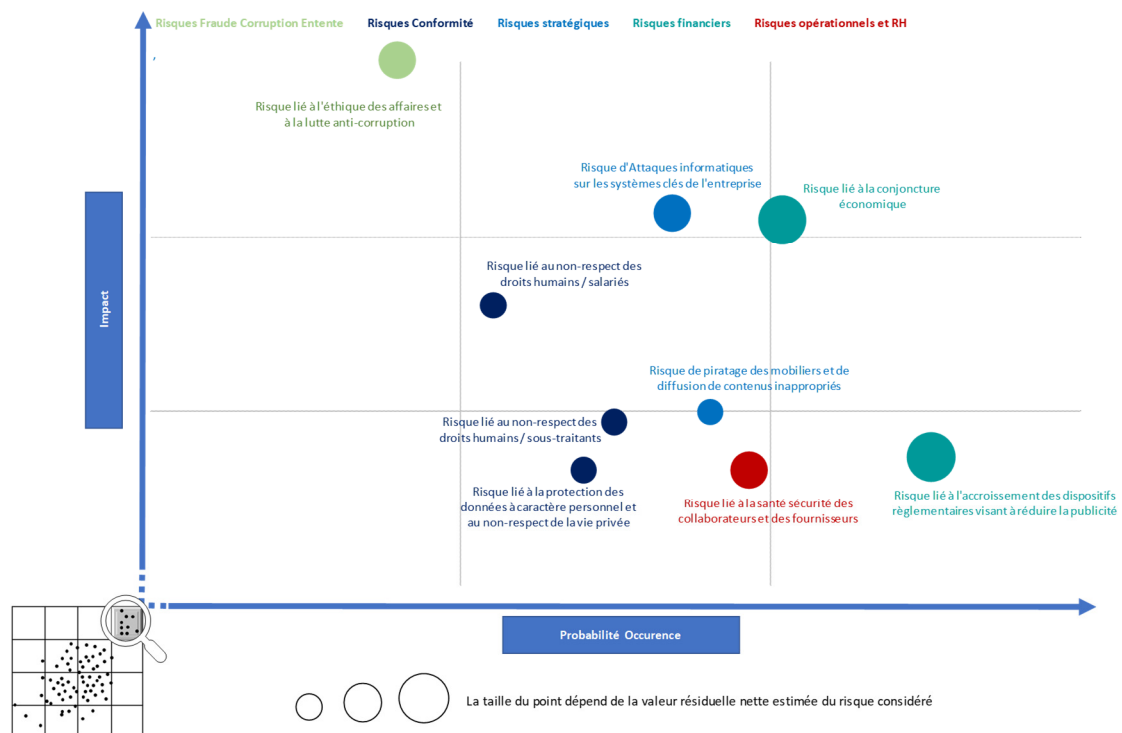 Risques Fraude Corruption Entente
Risques Conformité
Risques stratégiques
Risques financiers
Risques opérationnels et RH
Risque lié à l'éthique des affaires et
à la lutte anti-corruption
Risque d'Attaques informatiques
sur les systèmes clés de l'entreprise
Risque lié à la conjoncture
économique
Risque lié au non-respect des
droits humains / salariés
Impact
Risque de piratage des mobiliers et de
diffusion de contenus inappropriés
Risque lié au non-respect des
droits humains / sous-traitants
Risque lié à la protection des
données à caractère personnel et
au non-respect de la vie privée
Risque lié à la santé sécurité des
collaborateurs et des fournisseurs
Risque lié à l'accroissement des dispositifs
règlementaires visant à réduire la publicité
Probabilité Occurence
La taille du point dépend de la valeur résiduelle nette estimée du risque considéré